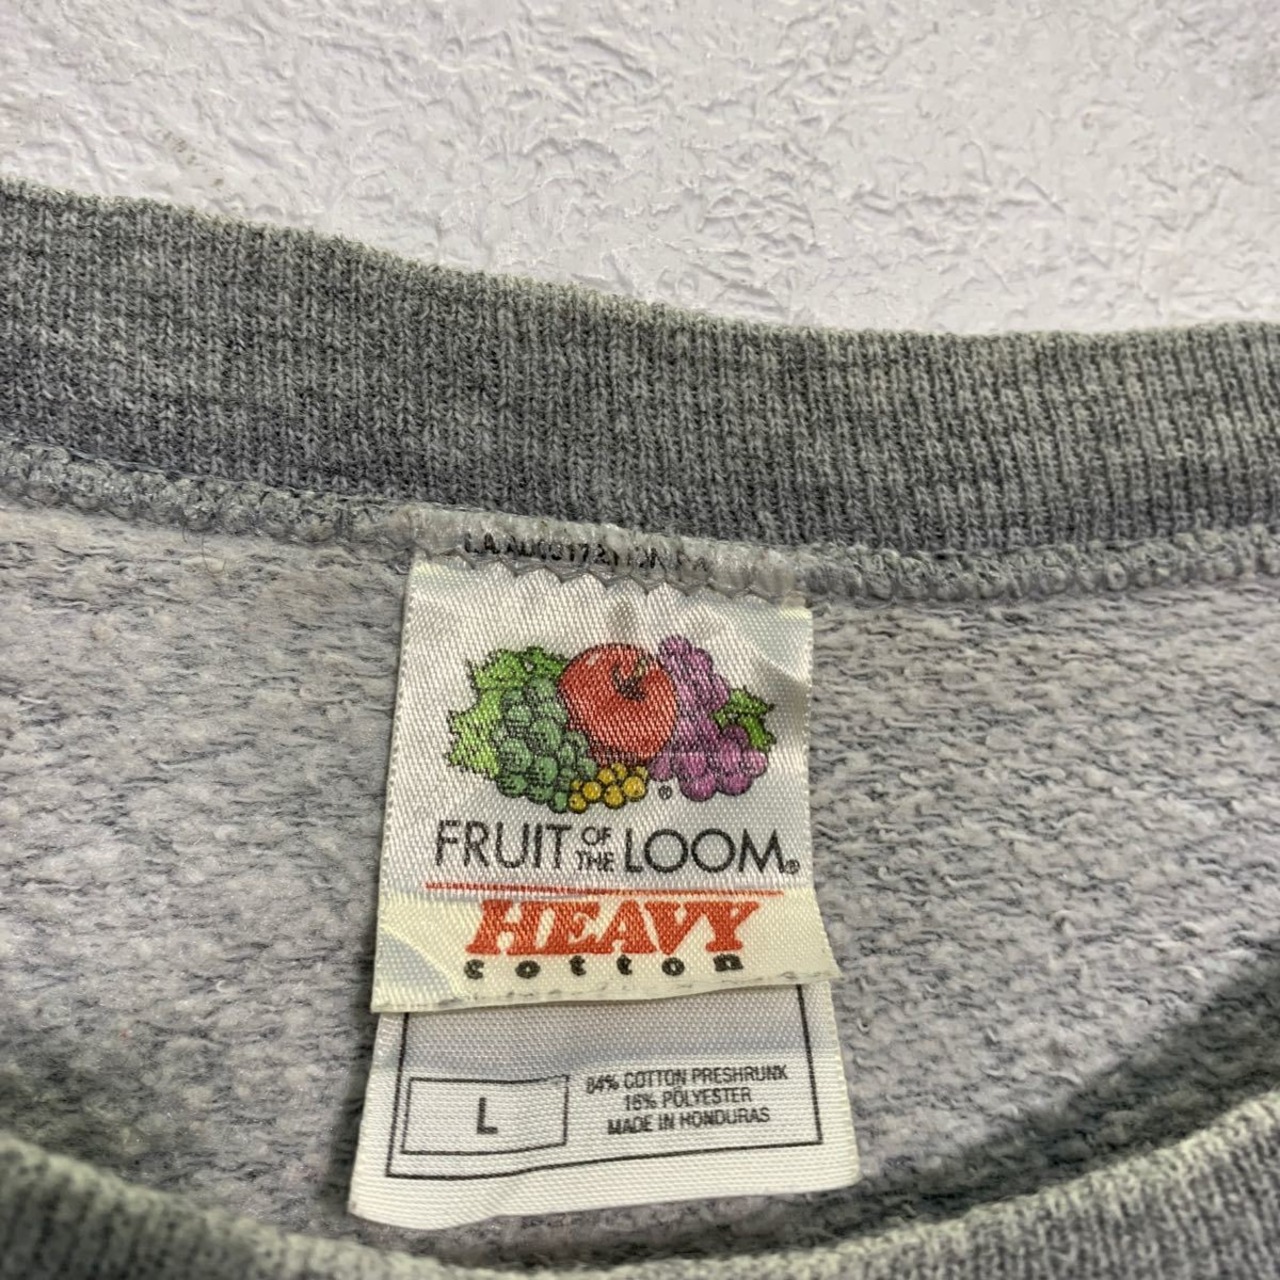 FRUIT OF THE LOOM®
HEAVY
cotton
L
84% COTTON PRESHRUNK
16% POLYESTER
MADE IN HONDURAS